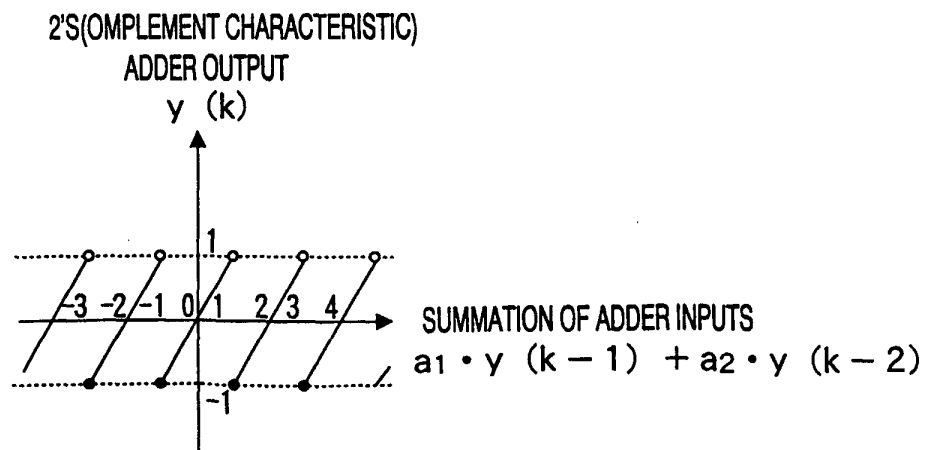 2'S(OMPLEMENT CHARACTERISTIC)
ADDER OUTPUT
y (k)
1
-3 -2 -1 0 1 2 3 4
SUMMATION OF ADDER INPUTS
a1・y (k − 1) + a2・y (k − 2)
-1